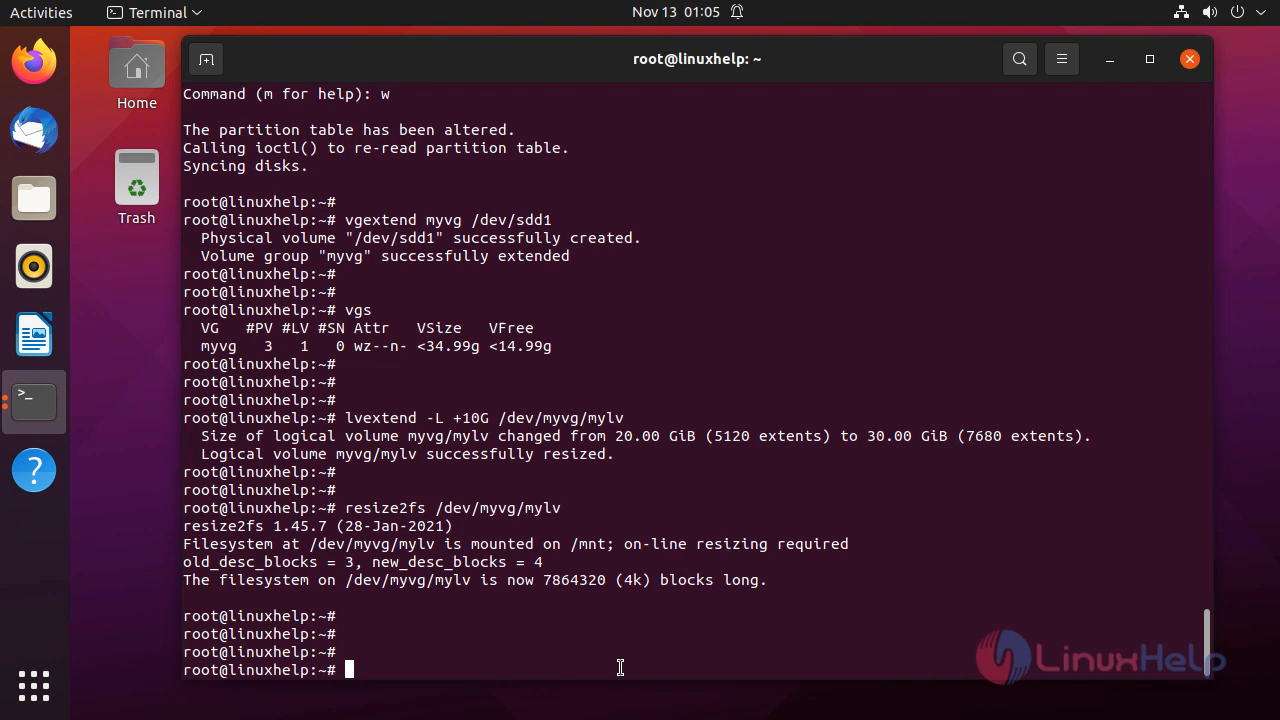 Activities
Terminal
Nov 13 01:05
root@linuxhelp: ~
Home
Trash
Command (m for help): w
The partition table has been altered.
Calling ioctl() to re-read partition table.
Syncing disks.
root@linuxhelp:~#
root@linuxhelp:~# vgextend myvg /dev/sdd1
  Physical volume "/dev/sdd1" successfully created.
  Volume group "myvg" successfully extended
root@linuxhelp:~#
root@linuxhelp:~#
root@linuxhelp:~# vgs
  VG   #PV #LV #SN Attr   VSize   VFree
  myvg   3   1   0 wz--n- <34.99g <14.99g
root@linuxhelp:~#
root@linuxhelp:~#
root@linuxhelp:~#
root@linuxhelp:~# lvextend -L +10G /dev/myvg/mylv
  Size of logical volume myvg/mylv changed from 20.00 GiB (5120 extents) to 30.00 GiB (7680 extents).
  Logical volume myvg/mylv successfully resized.
root@linuxhelp:~#
root@linuxhelp:~#
root@linuxhelp:~# resize2fs /dev/myvg/mylv
resize2fs 1.45.7 (28-Jan-2021)
Filesystem at /dev/myvg/mylv is mounted on /mnt; on-line resizing required
old_desc_blocks = 3, new_desc_blocks = 4
The filesystem on /dev/myvg/mylv is now 7864320 (4k) blocks long.
root@linuxhelp:~#
root@linuxhelp:~#
root@linuxhelp:~#
root@linuxhelp:~#
LinuxHelp